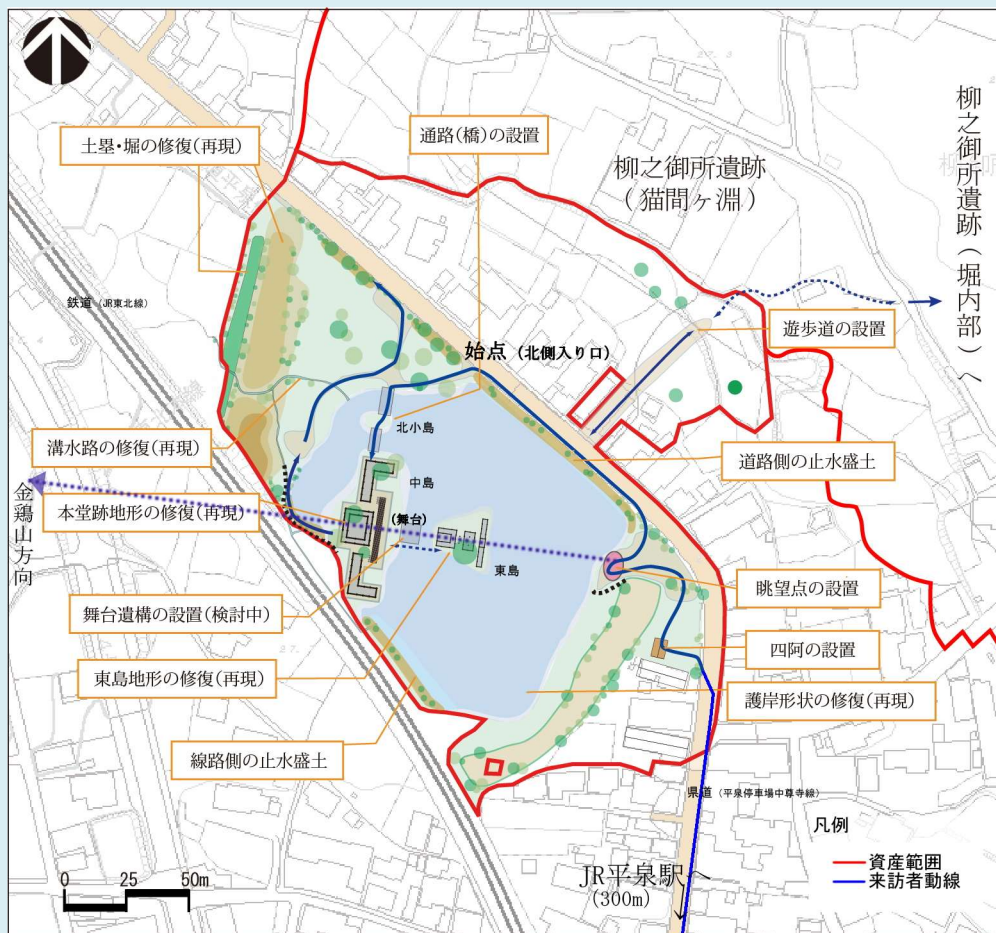 土塁・堀の修復(再現)
通路(橋)の設置
柳之御所遺跡
(猫間ヶ淵)
柳之御所遺跡(堀内部)へ
鉄道(JR東北線)
始点(北側入り口)
遊歩道の設置
北小島
溝水路の修復(再現)
中島
道路側の止水盛土
金鶏山方向
本堂跡地形の修復(再現)
(舞台)
東島
眺望点の設置
舞台遺構の設置(検討中)
四阿の設置
東島地形の修復(再現)
護岸形状の修復(再現)
線路側の止水盛土
県道(平泉停車場中尊寺線)
凡例
資産範囲
来訪者動線
0 25 50m
JR平泉駅へ
(300m)